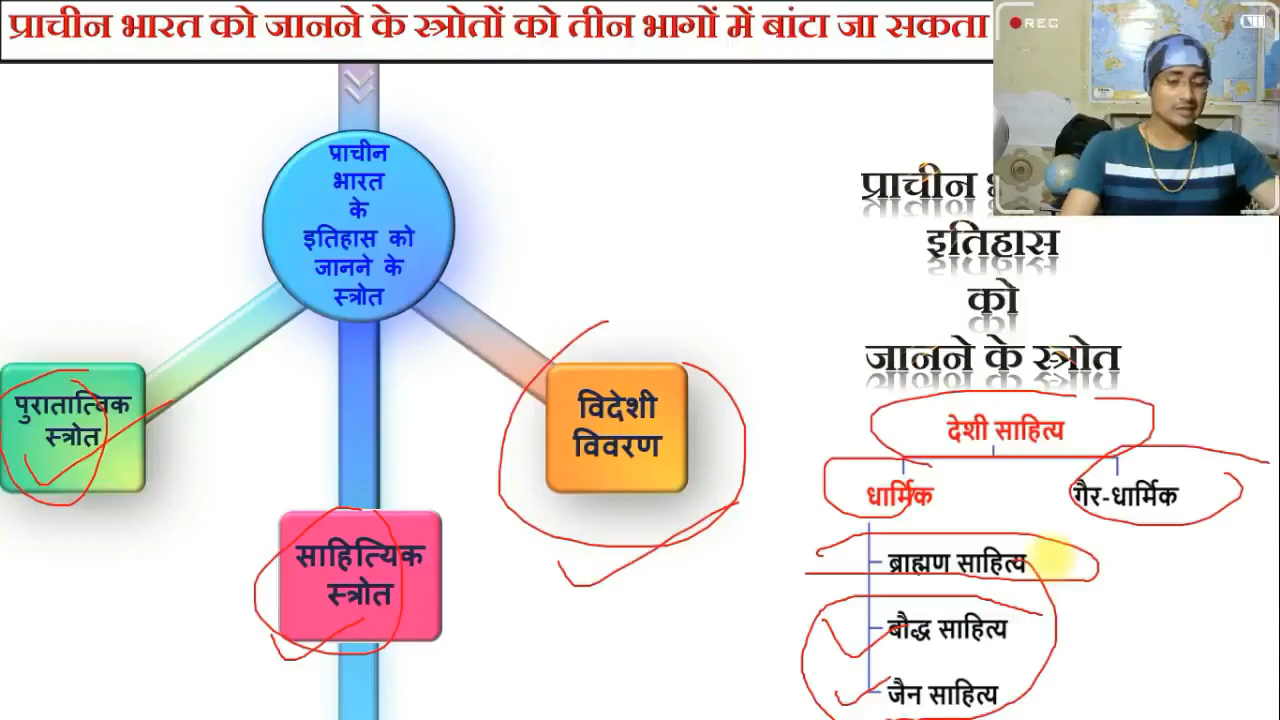 प्राचीन भारत को जानने के स्त्रोतों को तीन भागों में बांटा जा सकता
REC
प्राचीन
भारत
के
इतिहास को
जानने के
स्त्रोत
पुरातात्विक
स्त्रोत
विदेशी
विवरण
साहित्यिक
स्त्रोत
प्राचीन
इतिहास
को
जानने के स्त्रोत
देशी साहित्य
धार्मिक
गैर-धार्मिक
ब्राह्मण साहित्य
बौद्ध साहित्य
जैन साहित्य